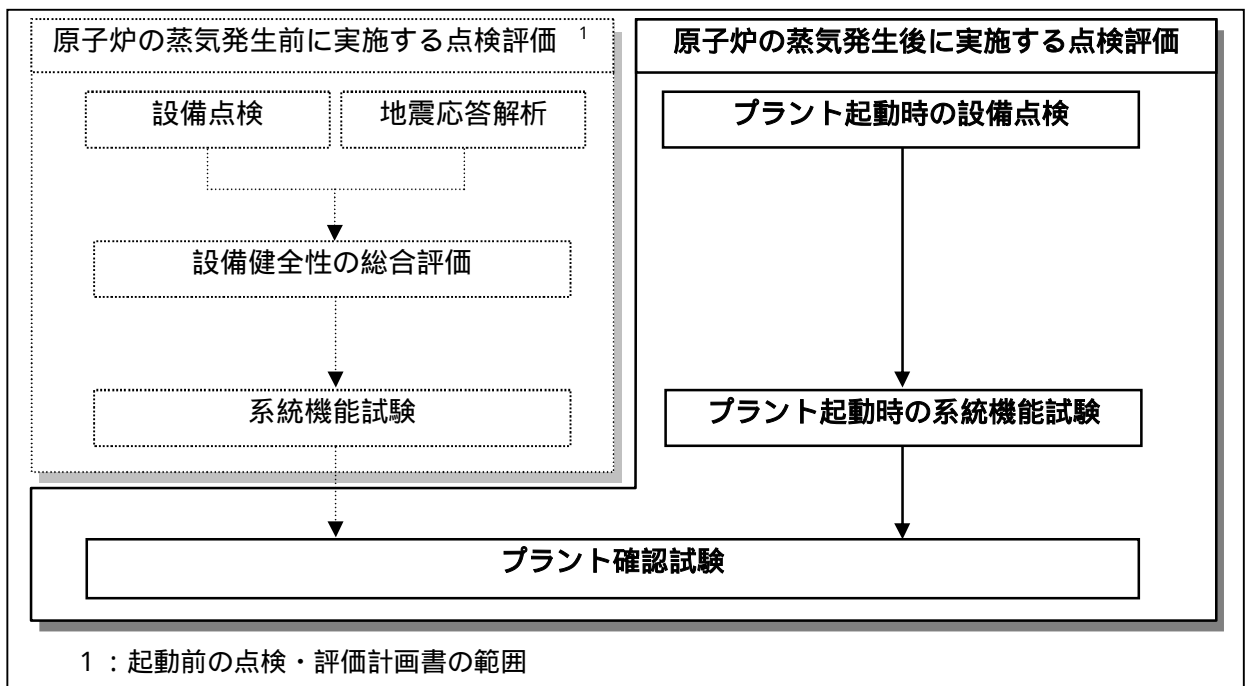 原子炉の蒸気発生前に実施する点検評価 1
設備点検
地震応答解析
設備健全性の総合評価
系統機能試験
原子炉の蒸気発生後に実施する点検評価
プラント起動時の設備点検
プラント起動時の系統機能試験
プラント確認試験
1：起動前の点検・評価計画書の範囲